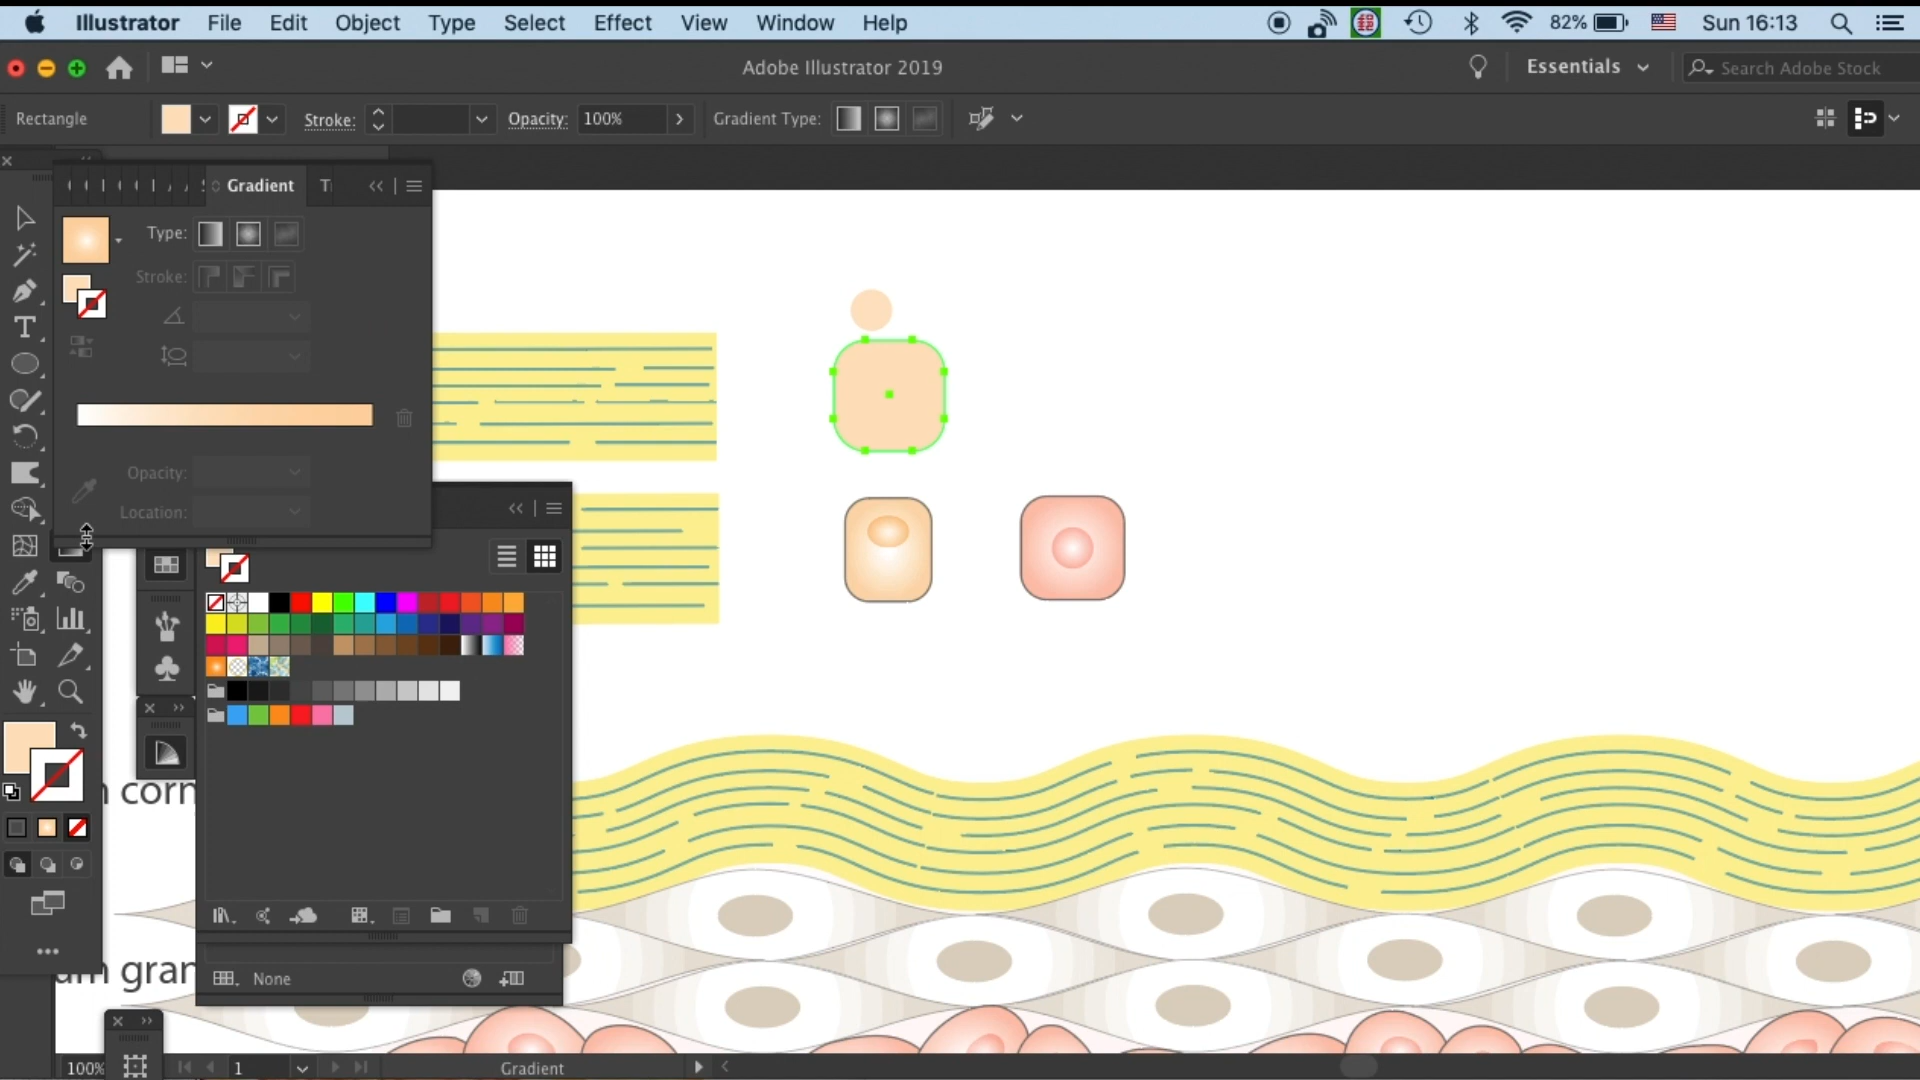 Illustrator File Edit Object Type Select Effect View Window Help 82% Sun 16:13
Adobe Illustrator 2019 Essentials Search Adobe Stock
Rectangle Stroke: Opacity: 100% Gradient Type:
Gradient
Type:
Stroke:
Opacity:
Location:
corn
um gran
None
100% 1 Gradient